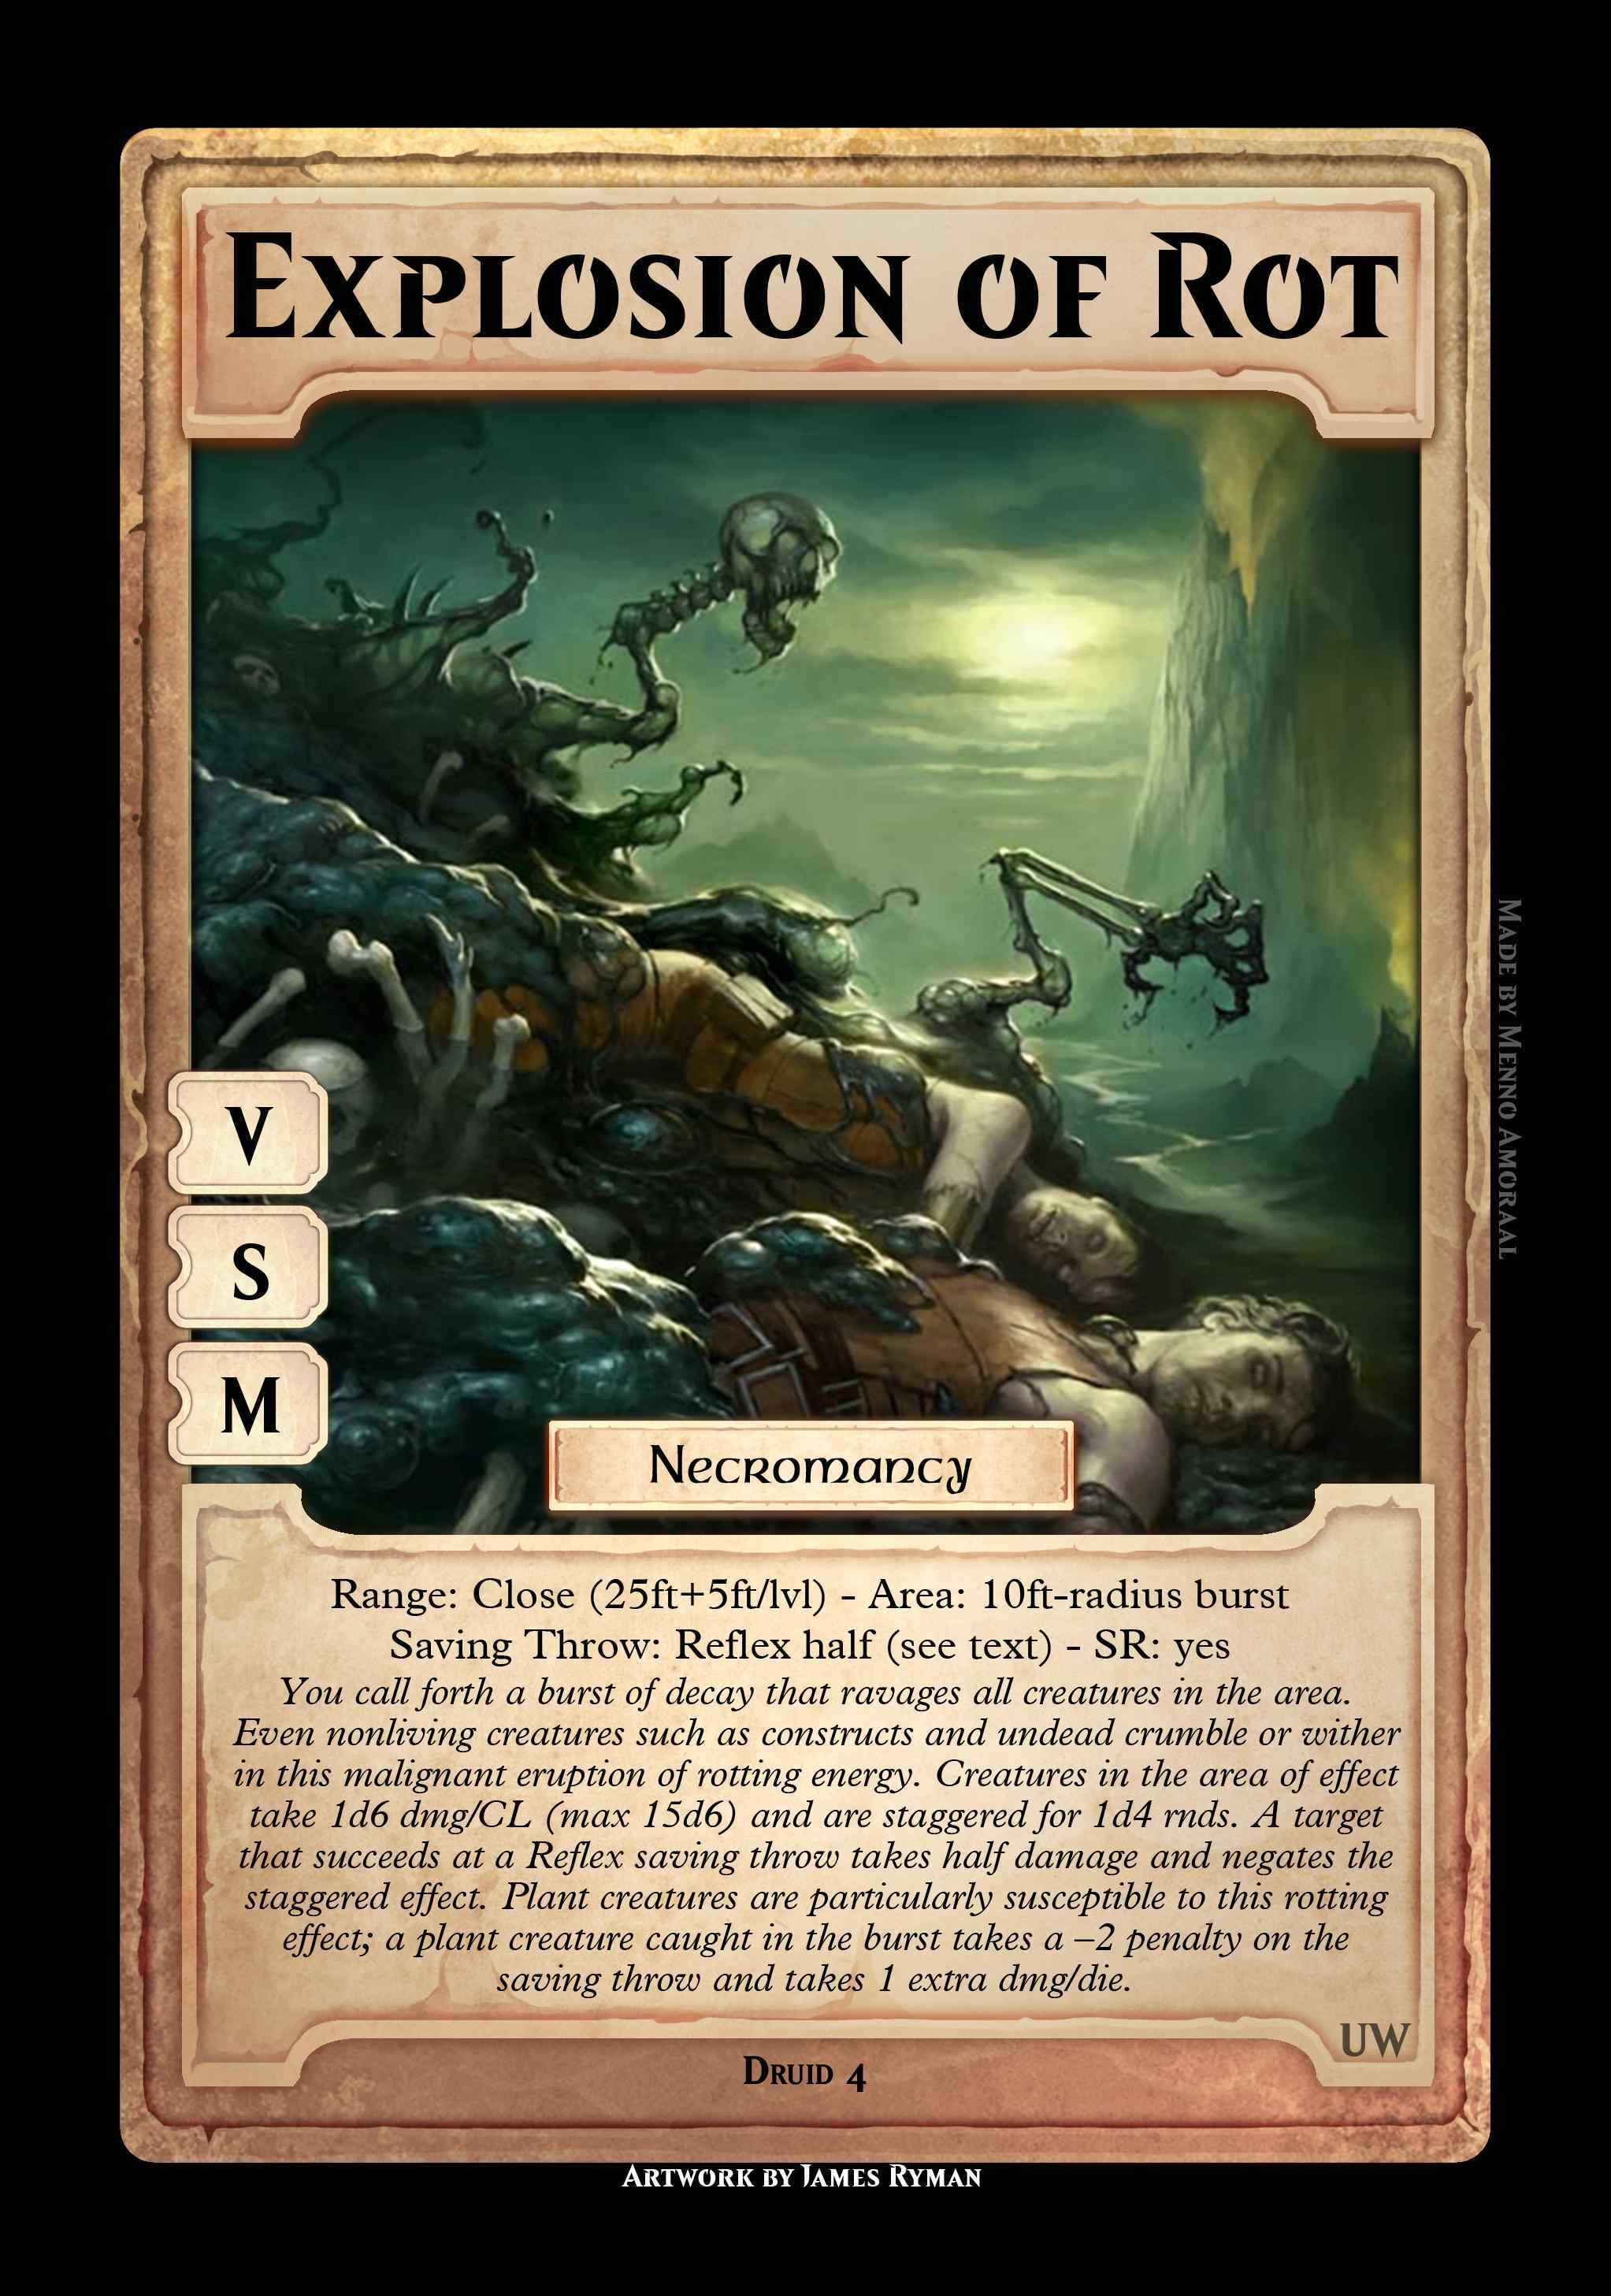 Explosion of Rot
V
S
M
Necromancy
Range: Close (25ft+5ft/lvl) - Area: 10ft-radius burst
Saving Throw: Reflex half (see text) - SR: yes
You call forth a burst of decay that ravages all creatures in the area.
Even nonliving creatures such as constructs and undead crumble or wither
in this malignant eruption of rotting energy. Creatures in the area of effect
take 1d6 dmg/CL (max 15d6) and are staggered for 1d4 rnds. A target
that succeeds at a Reflex saving throw takes half damage and negates the
staggered effect. Plant creatures are particularly susceptible to this rotting
effect; a plant creature caught in the burst takes a –2 penalty on the
saving throw and takes 1 extra dmg/die.
UW
Druid 4
Artwork by James Ryman
Made by Menno Amoraal